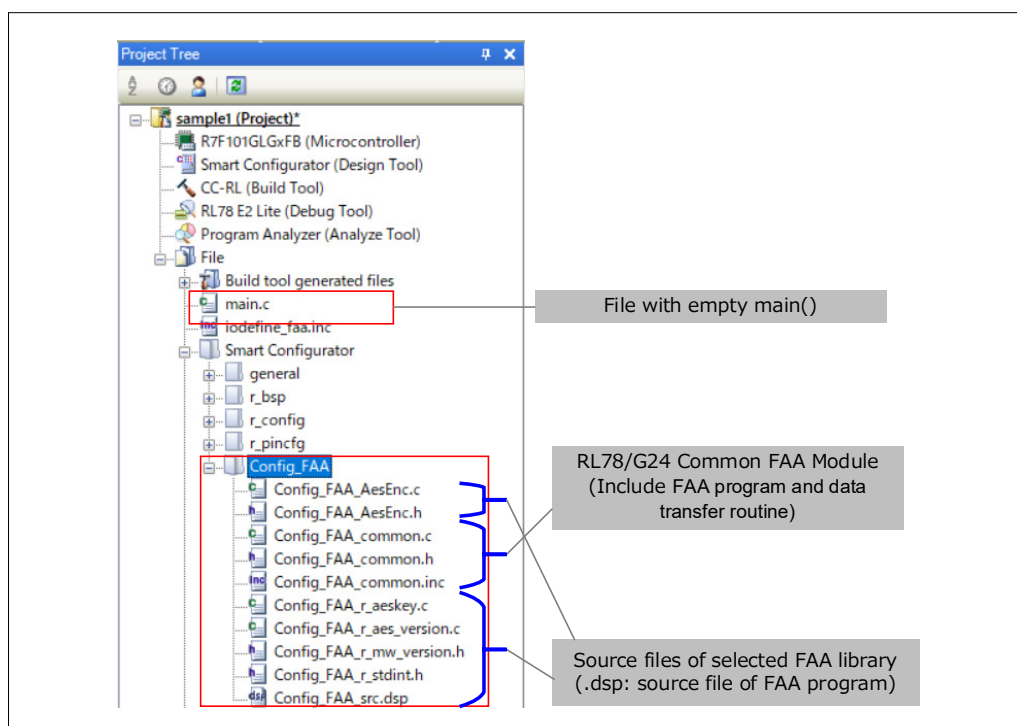 Project Tree
sample1 (Project)*
R7F101GLGxFB (Microcontroller)
Smart Configurator (Design Tool)
CC-RL (Build Tool)
RL78 E2 Lite (Debug Tool)
Program Analyzer (Analyze Tool)
File
Build tool generated files
main.c
iodefine_faa.inc
Smart Configurator
general
r_bsp
r_config
r_pincfg
Config_FAA
Config_FAA_AesEnc.c
Config_FAA_AesEnc.h
Config_FAA_common.c
Config_FAA_common.h
Config_FAA_common.inc
Config_FAA_r_aeskey.c
Config_FAA_r_aes_version.c
Config_FAA_r_mw_version.h
Config_FAA_r_stdint.h
Config_FAA_src.dsp
File with empty main()
RL78/G24 Common FAA Module
(Include FAA program and data
transfer routine)
Source files of selected FAA library
(.dsp: source file of FAA program)